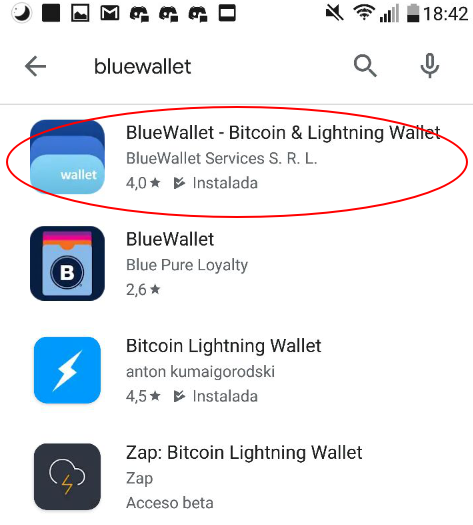 18:42
bluewallet
BlueWallet - Bitcoin & Lightning Wallet
BlueWallet Services S. R. L.
wallet
4,0★ Instalada
BlueWallet
Blue Pure Loyalty
B
2,6★
Bitcoin Lightning Wallet
anton kumaigorodski
4,5★ Instalada
Zap: Bitcoin Lightning Wallet
Zap
Acceso beta